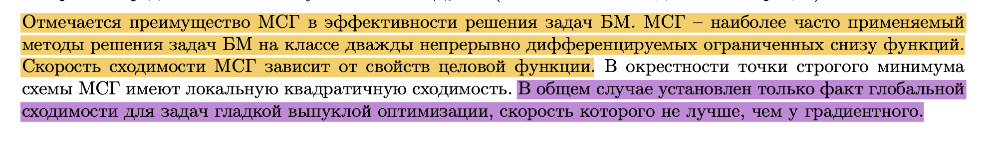 Отмечается преимущество МСГ в эффективности решения задач БМ. МСГ – наиболее часто применяемый
методы решения задач БМ на классе дважды непрерывно дифференцируемых ограниченных снизу функций.
Скорость сходимости МСГ зависит от свойств целовой функции. В окрестности точки строгого минимума
схемы МСГ имеют локальную квадратичную сходимость. В общем случае установлен только факт глобальной
сходимости для задач гладкой выпуклой оптимизации, скорость которого не лучше, чем у градиентного.